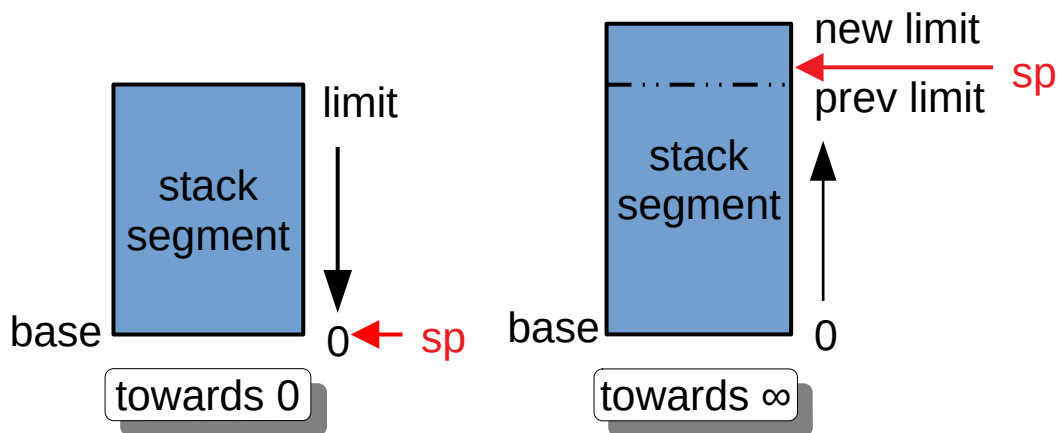 limit
stack
segment
base
0
sp
towards 0
new limit
sp
prev limit
stack
segment
base
0
towards ∞